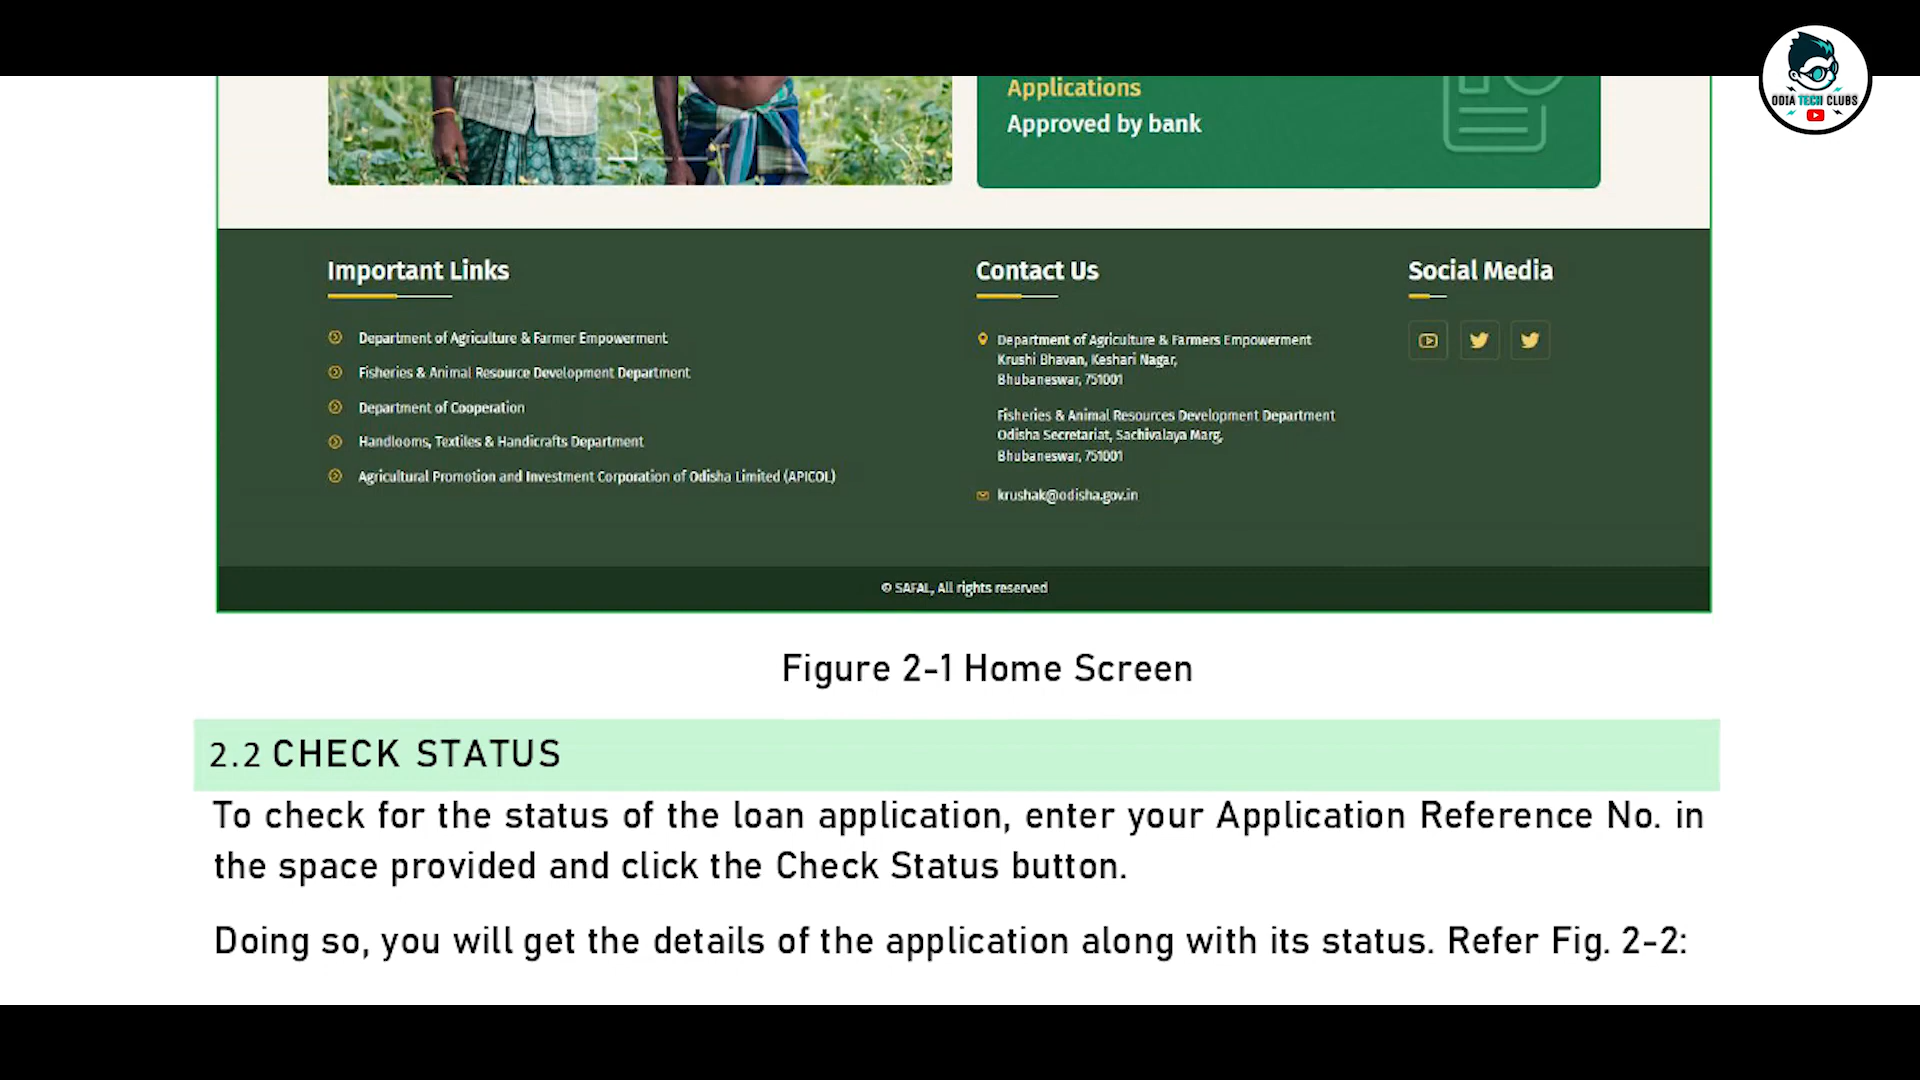 ODIA TECH CLUBS
Applications
Approved by bank
Important Links
Department of Agriculture & Farmer Empowerment
Fisheries & Animal Resource Development Department
Department of Cooperation
Handlooms, Textiles & Handicrafts Department
Agricultural Promotion and Investment Corporation of Odisha Limited (APICOL)
Contact Us
Department of Agriculture & Farmers Empowerment
Krushi Bhavan, Keshari Nagar,
Bhubaneswar, 751001
Fisheries & Animal Resources Development Department
Odisha Secretariat, Sachivalaya Marg,
Bhubaneswar, 751001
krushak@odisha.gov.in
Social Media
© SAFAL, All rights reserved
Figure 2-1 Home Screen
2.2 CHECK STATUS
To check for the status of the loan application, enter your Application Reference No. in
the space provided and click the Check Status button.
Doing so, you will get the details of the application along with its status. Refer Fig. 2-2: